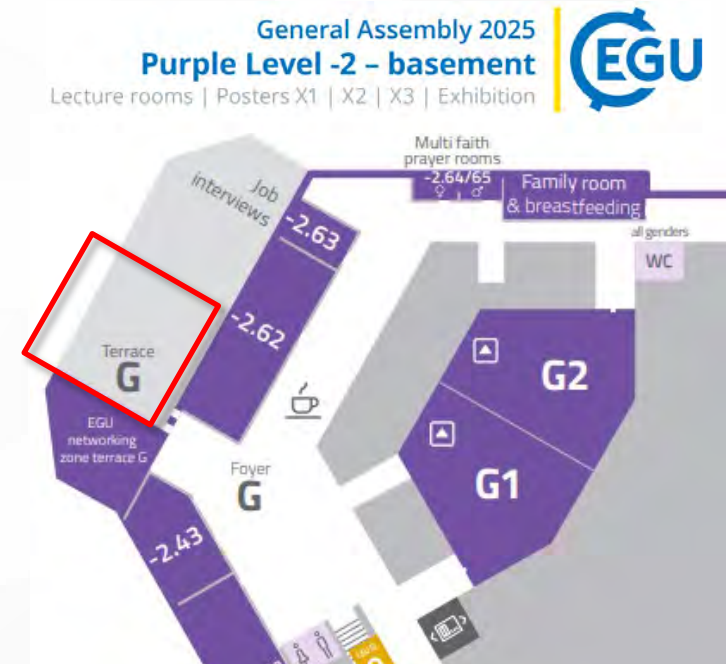 General Assembly 2025
Purple Level -2 – basement
Lecture rooms | Posters X1 | X2 | X3 | Exhibition
EGU
Multi faith
prayer rooms
-2.64/65
Family room
& breastfeeding
all genders
WC
Job
interviews
-2.63
-2.62
Terrace
G
EGU
networking
zone terrace G
Foyer
G
G2
G1
-2.43